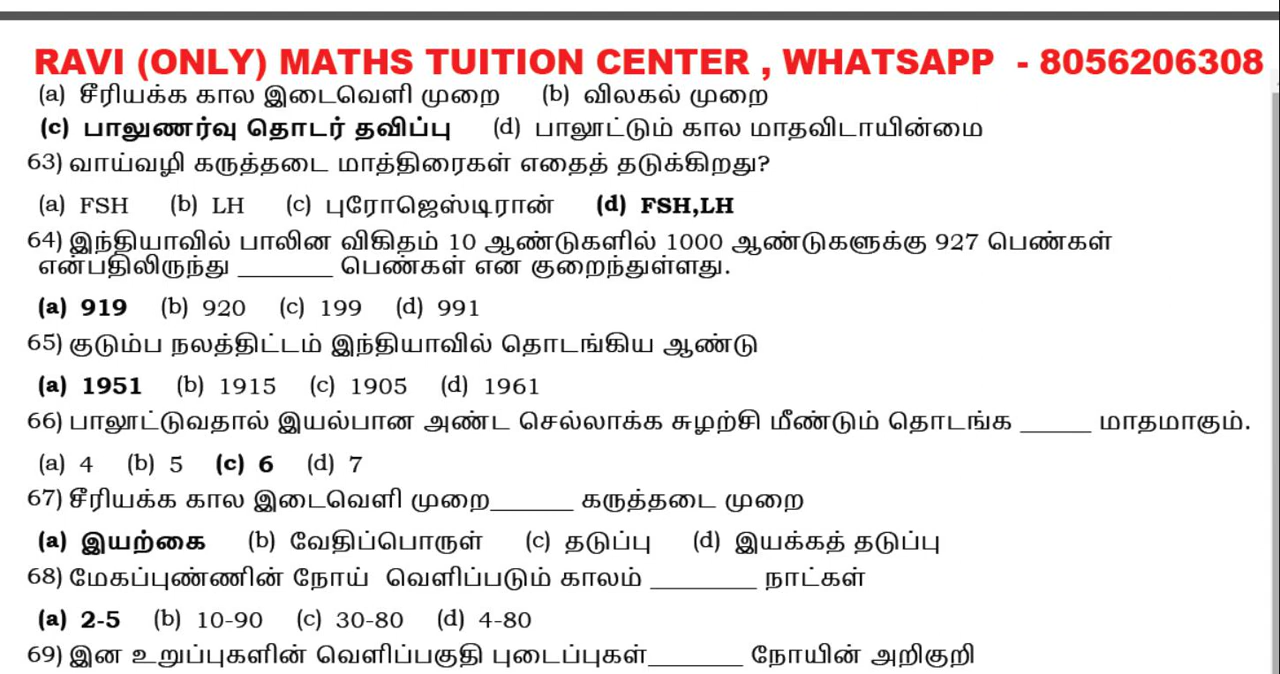 RAVI (ONLY) MATHS TUITION CENTER , WHATSAPP - 8056206308
(a) சீரியக்க கால இடைவெளி முறை (b) விலகல் முறை
(c) பாலுணர்வு தொடர் தவிப்பு (d) பாலூட்டும் கால மாதவிடாயின்மை
63) வாய்வழி கருத்தடை மாத்திரைகள் எதைத் தடுக்கிறது?
(a) FSH (b) LH (c) புரோஜெஸ்டிரான் (d) FSH,LH
64) இந்தியாவில் பாலின விகிதம் 10 ஆண்டுகளில் 1000 ஆண்டுகளுக்கு 927 பெண்கள்
என்பதிலிருந்து ________ பெண்கள் என குறைந்துள்ளது.
(a) 919 (b) 920 (c) 199 (d) 991
65) குடும்ப நலத்திட்டம் இந்தியாவில் தொடங்கிய ஆண்டு
(a) 1951 (b) 1915 (c) 1905 (d) 1961
66) பாலூட்டுவதால் இயல்பான அண்ட செல்லாக்க சுழற்சி மீண்டும் தொடங்க ______ மாதமாகும்.
(a) 4 (b) 5 (c) 6 (d) 7
67) சீரியக்க கால இடைவெளி முறை_______ கருத்தடை முறை
(a) இயற்கை (b) வேதிப்பொருள் (c) தடுப்பு (d) இயக்கத் தடுப்பு
68) மேகப்புண்ணின் நோய் வெளிப்படும் காலம் _________ நாட்கள்
(a) 2-5 (b) 10-90 (c) 30-80 (d) 4-80
69) இன உறுப்புகளின் வெளிப்பகுதி புடைப்புகள்________ நோயின் அறிகுறி